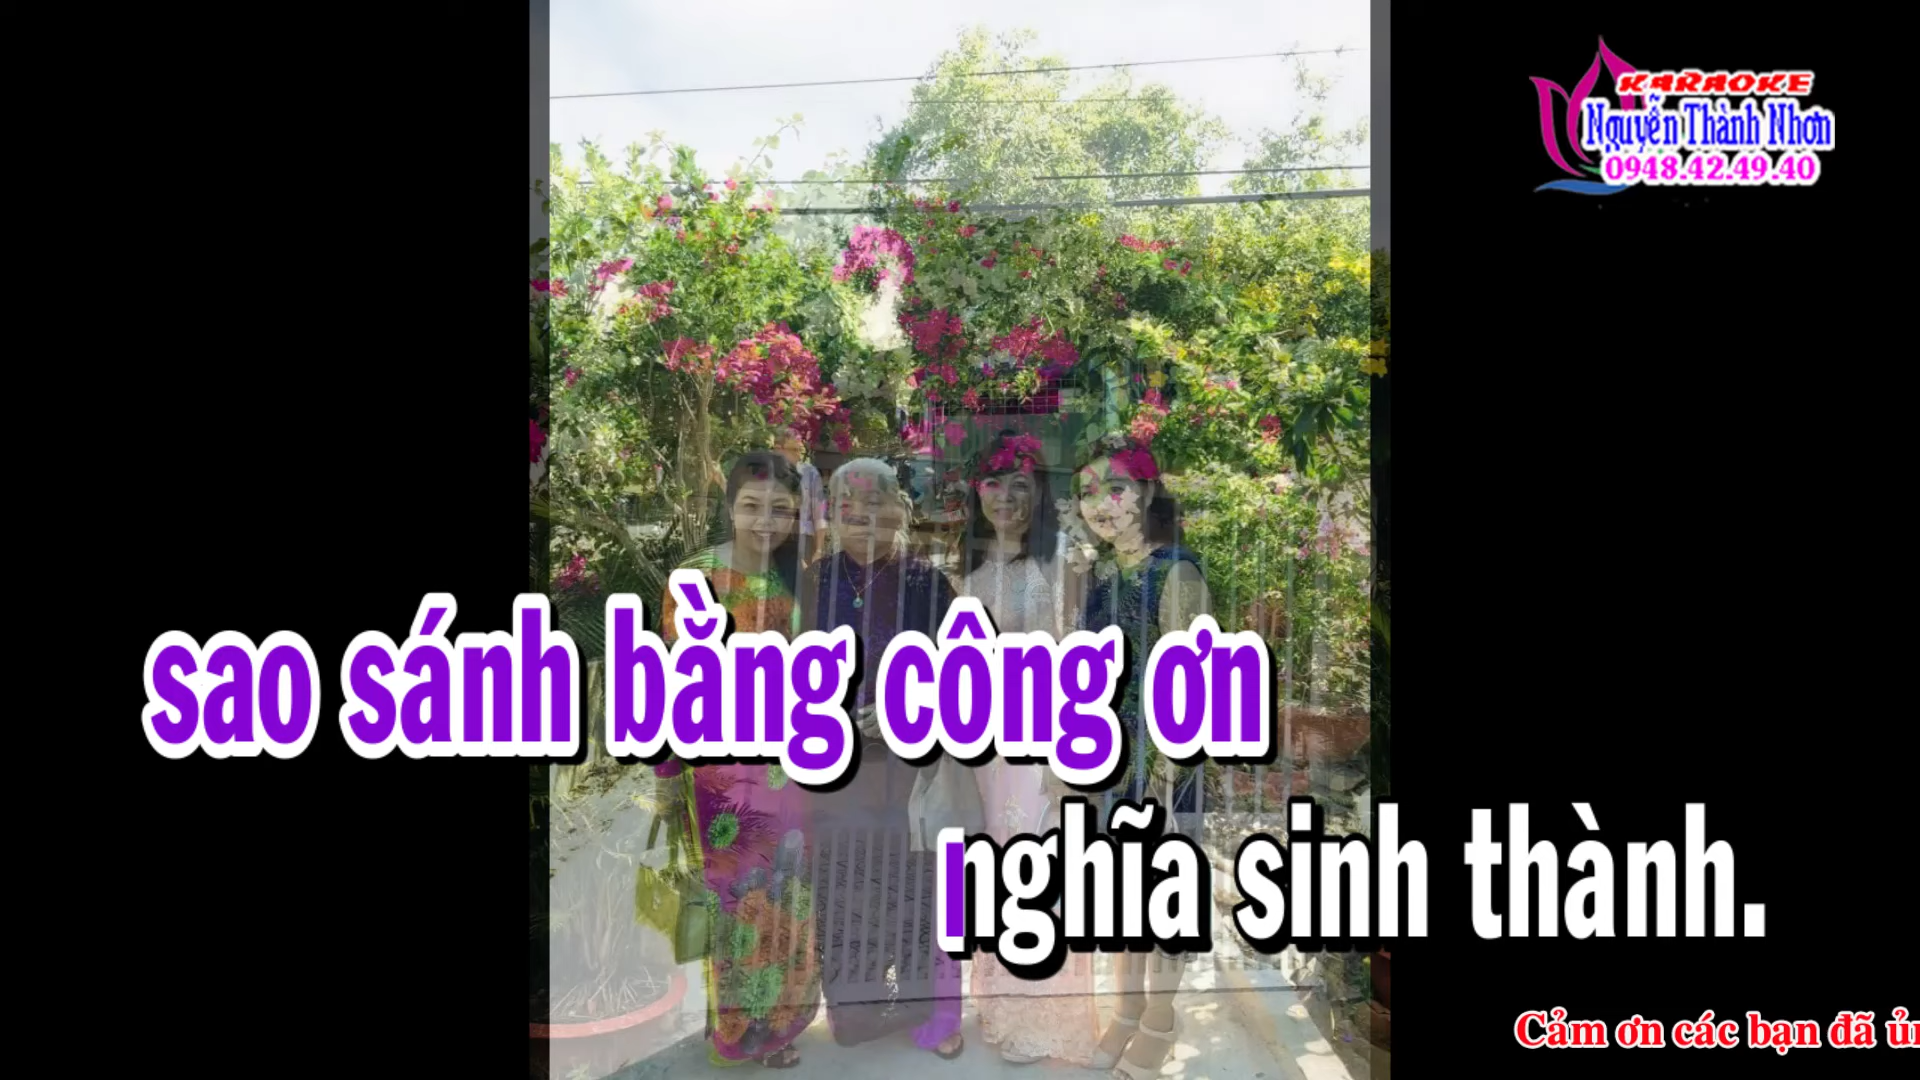 KARAOKE
Nguyễn Thành Nhơn
0948.42.49.40
sao sánh bằng công ơn
nghĩa sinh thành.
Cảm ơn các bạn đã